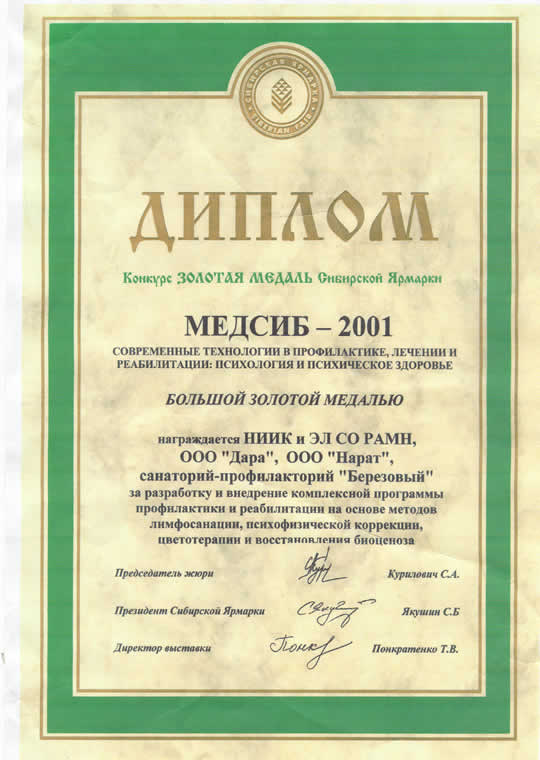 СИБИРСКАЯ ЯРМАРКА
SIBERIAN FAIR
ДИПЛОМ
Конкурс ЗОЛОТАЯ МЕДАЛЬ Сибирской Ярмарки
МЕДСИБ – 2001
СОВРЕМЕННЫЕ ТЕХНОЛОГИИ В ПРОФИЛАКТИКЕ, ЛЕЧЕНИИ И
РЕАБИЛИТАЦИИ: ПСИХОЛОГИЯ И ПСИХИЧЕСКОЕ ЗДОРОВЬЕ
БОЛЬШОЙ ЗОЛОТОЙ МЕДАЛЬЮ
награждается НИИК и ЭЛ СО РАМН,
ООО "Дара", ООО "Нарат",
санаторий-профилакторий "Березовый"
за разработку и внедрение комплексной программы
профилактики и реабилитации на основе методов
лимфосанации, психофизической коррекции,
цветотерапии и восстановления биоценоза
Председатель жюри Курилович С.А.
Президент Сибирской Ярмарки Якушин С.Б
Директор выставки Понкратенко Т.В.